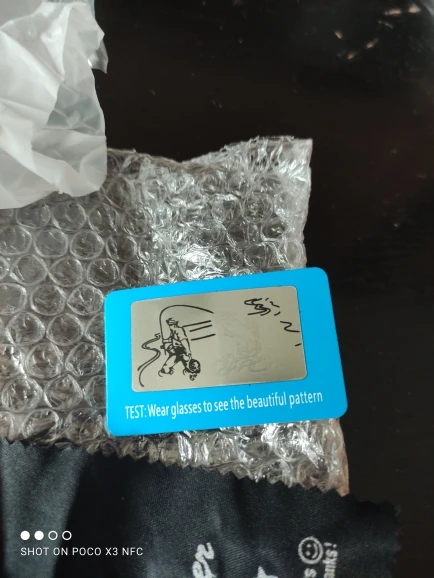 TEST: Wear glasses to see the beautiful pattern
SHOT ON POCO X3 NFC